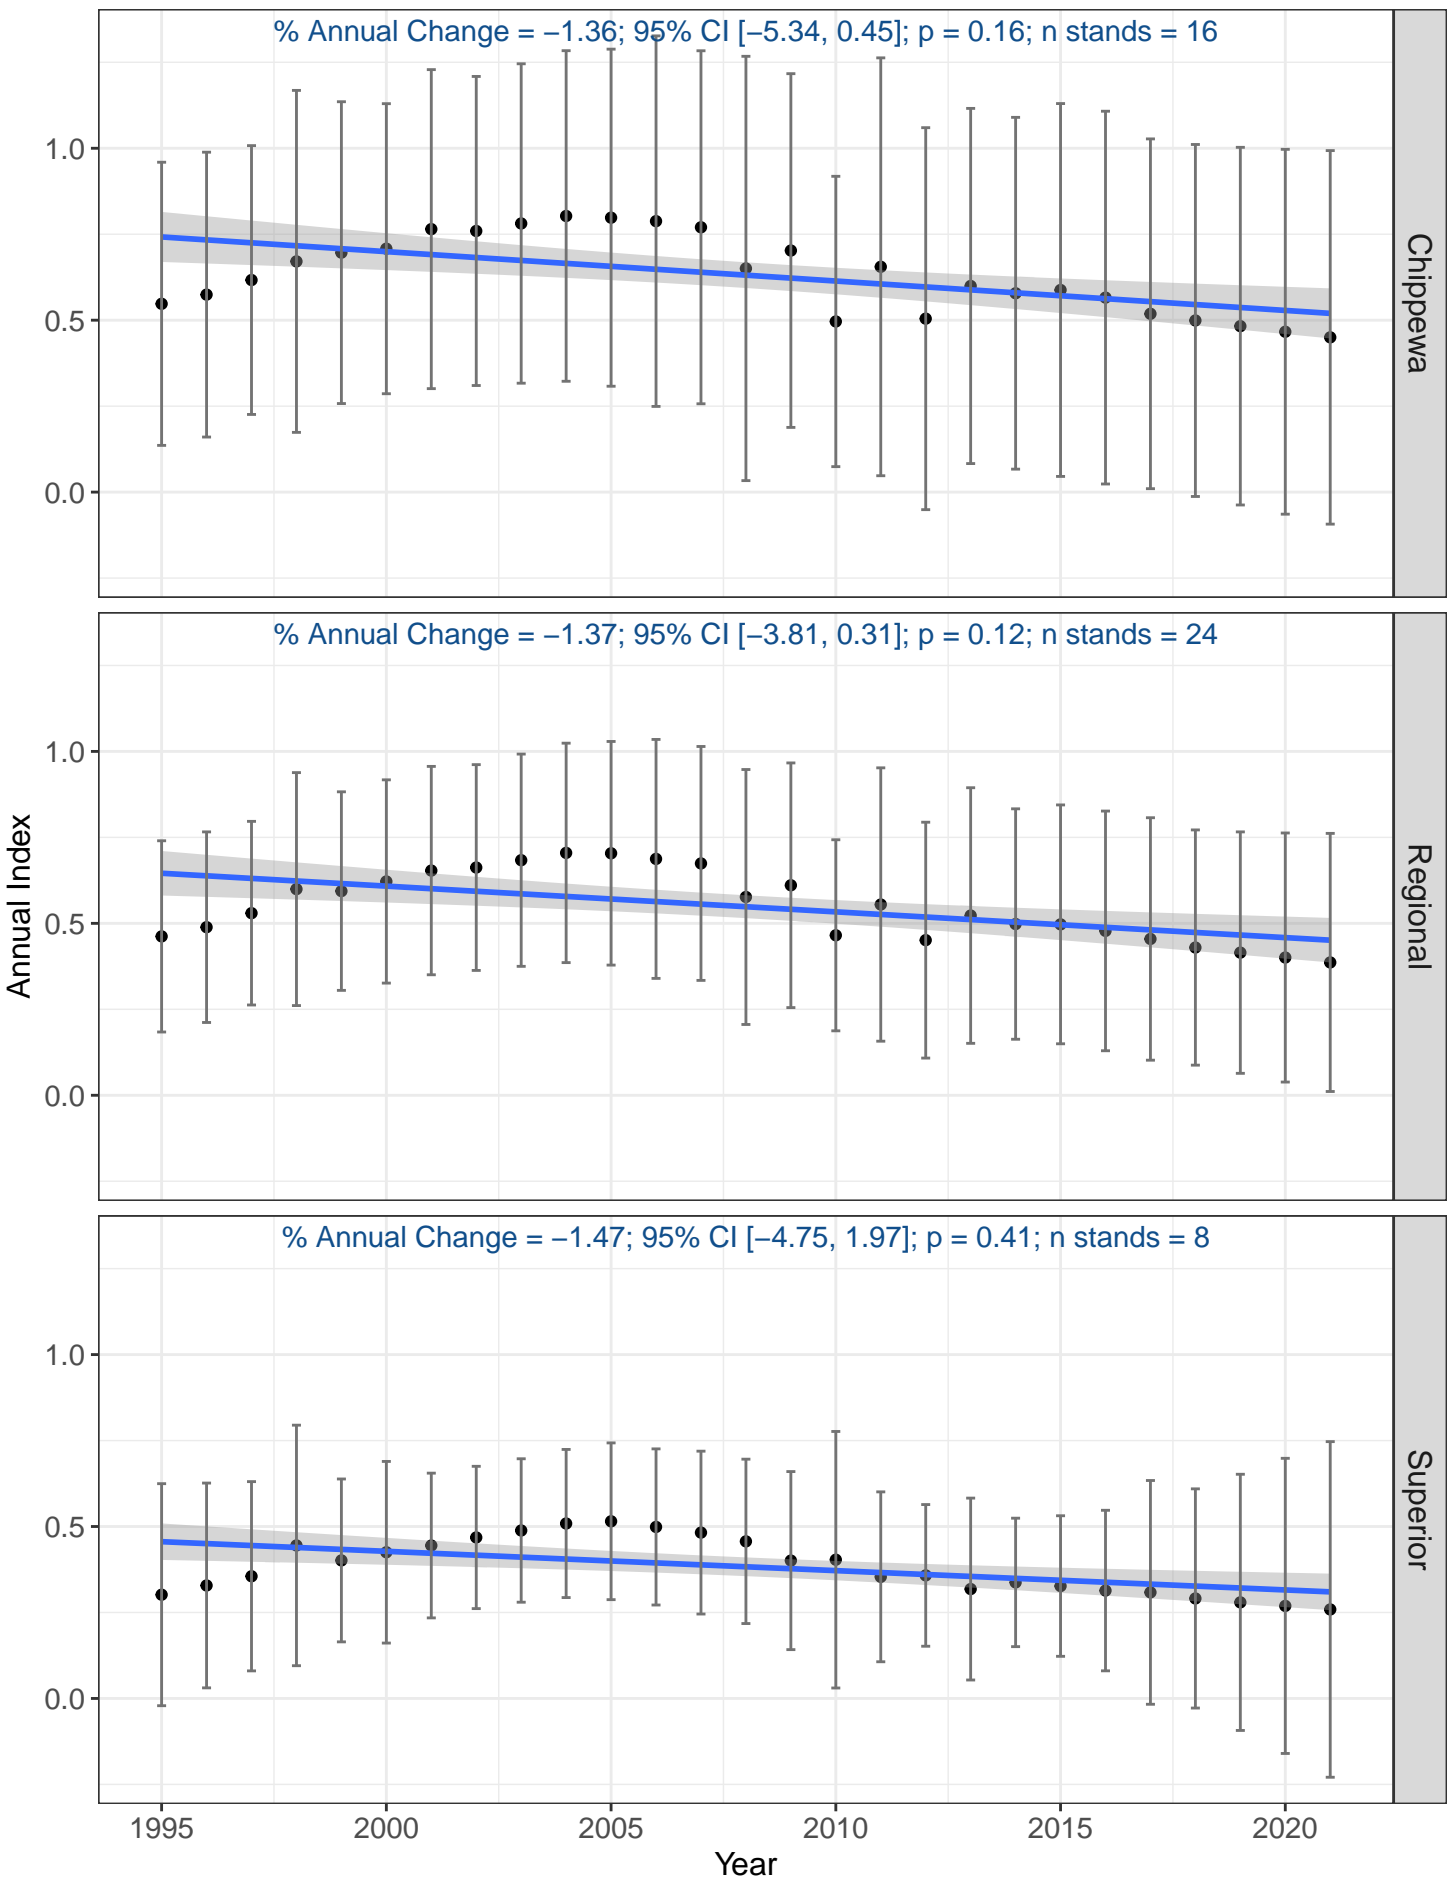 % Annual Change = −1.36; 95% CI [−5.34, 0.45]; p = 0.16; n stands = 16
1.0
0.5
0.0
Chippewa
% Annual Change = −1.37; 95% CI [−3.81, 0.31]; p = 0.12; n stands = 24
1.0
0.5
0.0
Regional
Annual Index
% Annual Change = −1.47; 95% CI [−4.75, 1.97]; p = 0.41; n stands = 8
1.0
0.5
0.0
Superior
1995 2000 2005 2010 2015 2020
Year